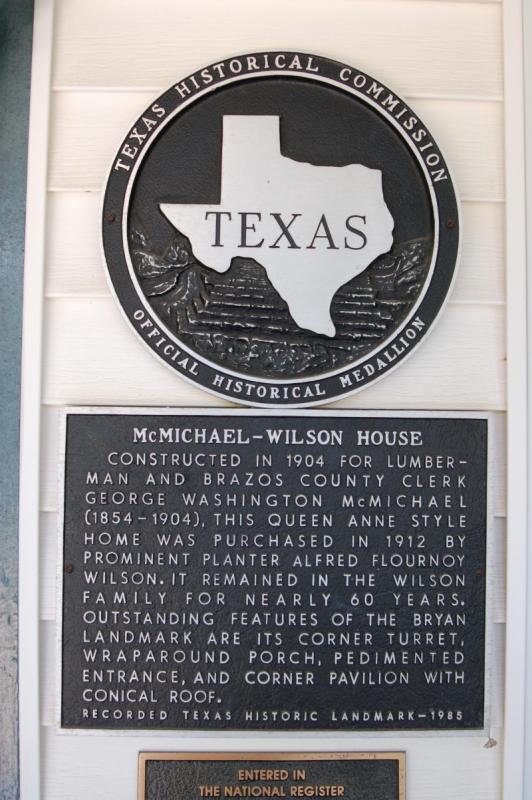 TEXAS HISTORICAL COMMISSION
TEXAS
OFFICIAL HISTORICAL MEDALLION
McMICHAEL-WILSON HOUSE
CONSTRUCTED IN 1904 FOR LUMBER-
MAN AND BRAZOS COUNTY CLERK
GEORGE WASHINGTON McMICHAEL
(1854-1904), THIS QUEEN ANNE STYLE
HOME WAS PURCHASED IN 1912 BY
PROMINENT PLANTER ALFRED FLOURNOY
WILSON. IT REMAINED IN THE WILSON
FAMILY FOR NEARLY 60 YEARS.
OUTSTANDING FEATURES OF THE BRYAN
LANDMARK ARE ITS CORNER TURRET,
WRAPAROUND PORCH, PEDIMENTED
ENTRANCE, AND CORNER PAVILION WITH
CONICAL ROOF.
RECORDED TEXAS HISTORIC LANDMARK-1985
ENTERED IN
THE NATIONAL REGISTER